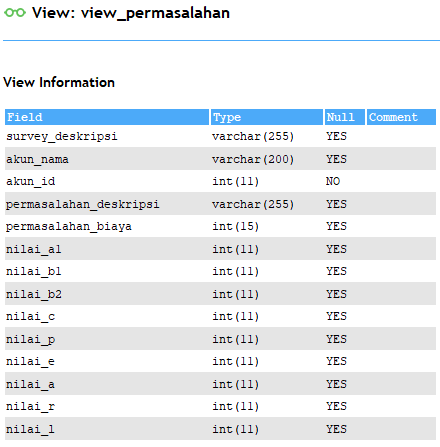 View: view_permasalahan
View Information
Field Type Null Comment
survey_deskripsi varchar(255) YES
akun_nama varchar(200) YES
akun_id int(11) NO
permasalahan_deskripsi varchar(255) YES
permasalahan_biaya int(15) YES
nilai_a1 int(11) YES
nilai_b1 int(11) YES
nilai_b2 int(11) YES
nilai_c int(11) YES
nilai_p int(11) YES
nilai_e int(11) YES
nilai_a int(11) YES
nilai_r int(11) YES
nilai_l int(11) YES